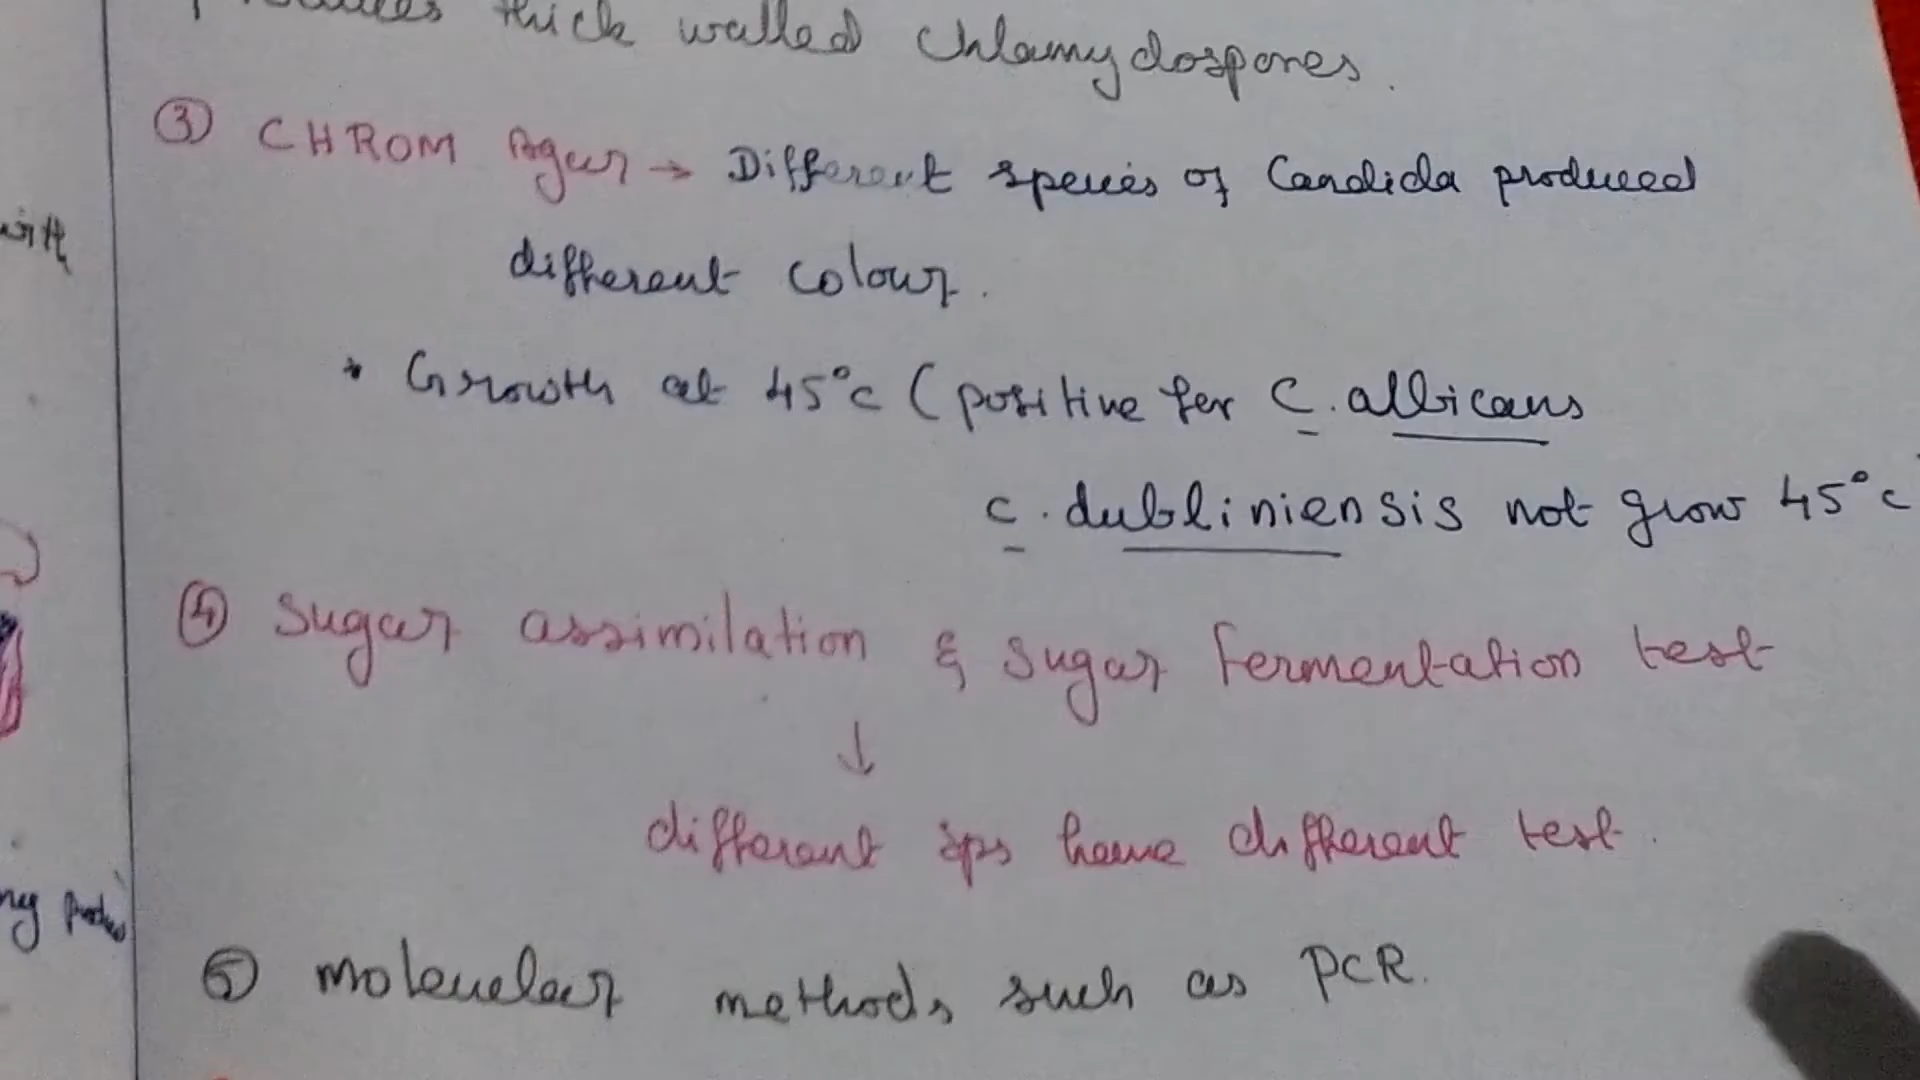 thick walled Chlamydospores.
③ CHROM Agar → Different species of Candida produced
different colour.
* Growth at 45°c (positive for C. albicans
C. dubliniensis not grow 45°c
④ Sugar assimilation & sugar fermentation test
↓
different sps have different test.
⑤ molecular methods such as PCR.
with